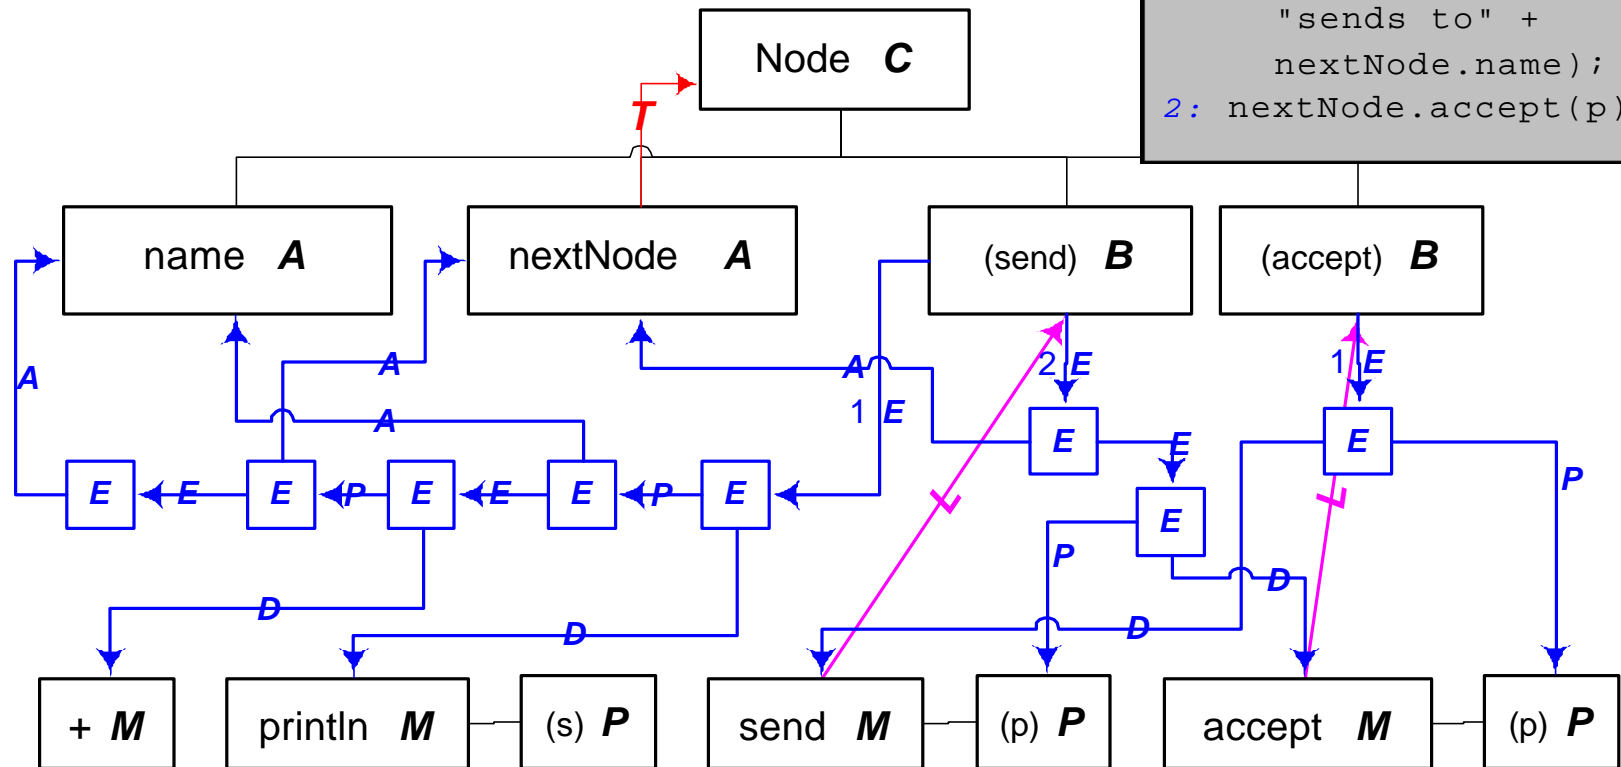 "sends to" +
nextNode.name);
2: nextNode.accept(p)
Node C
T
name A
nextNode A
(send) B
(accept) B
A
A
A
A
2 E
1 E
1 E
E
E
E
E
E
E
E
P
E
P
E
E
E
L
L
P
P
D
D
D
D
+ M
println M
(s) P
send M
(p) P
accept M
(p) P